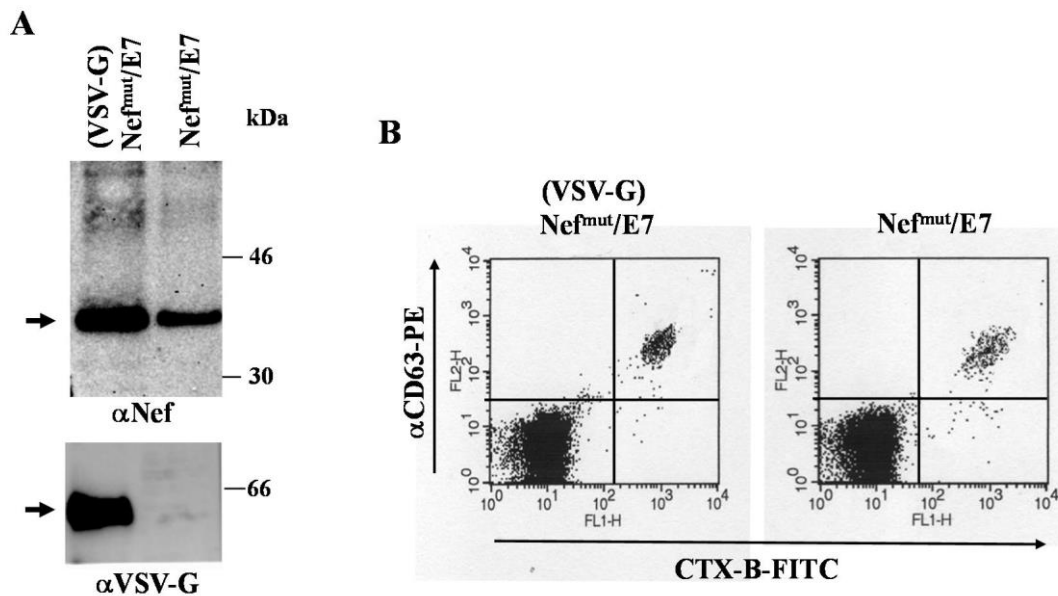 A
(VSV-G)
Nefᵐᵘᵗ/E7
Nefᵐᵘᵗ/E7
kDa
46
30
αNef
66
αVSV-G
B
(VSV-G)
Nefᵐᵘᵗ/E7
Nefᵐᵘᵗ/E7
αCD63-PE
FL2-H
10⁰ 10¹ 10² 10³ 10⁴
10⁰ 10¹ 10² 10³ 10⁴
FL1-H
FL2-H
10⁰ 10¹ 10² 10³ 10⁴
10⁰ 10¹ 10² 10³ 10⁴
FL1-H
CTX-B-FITC